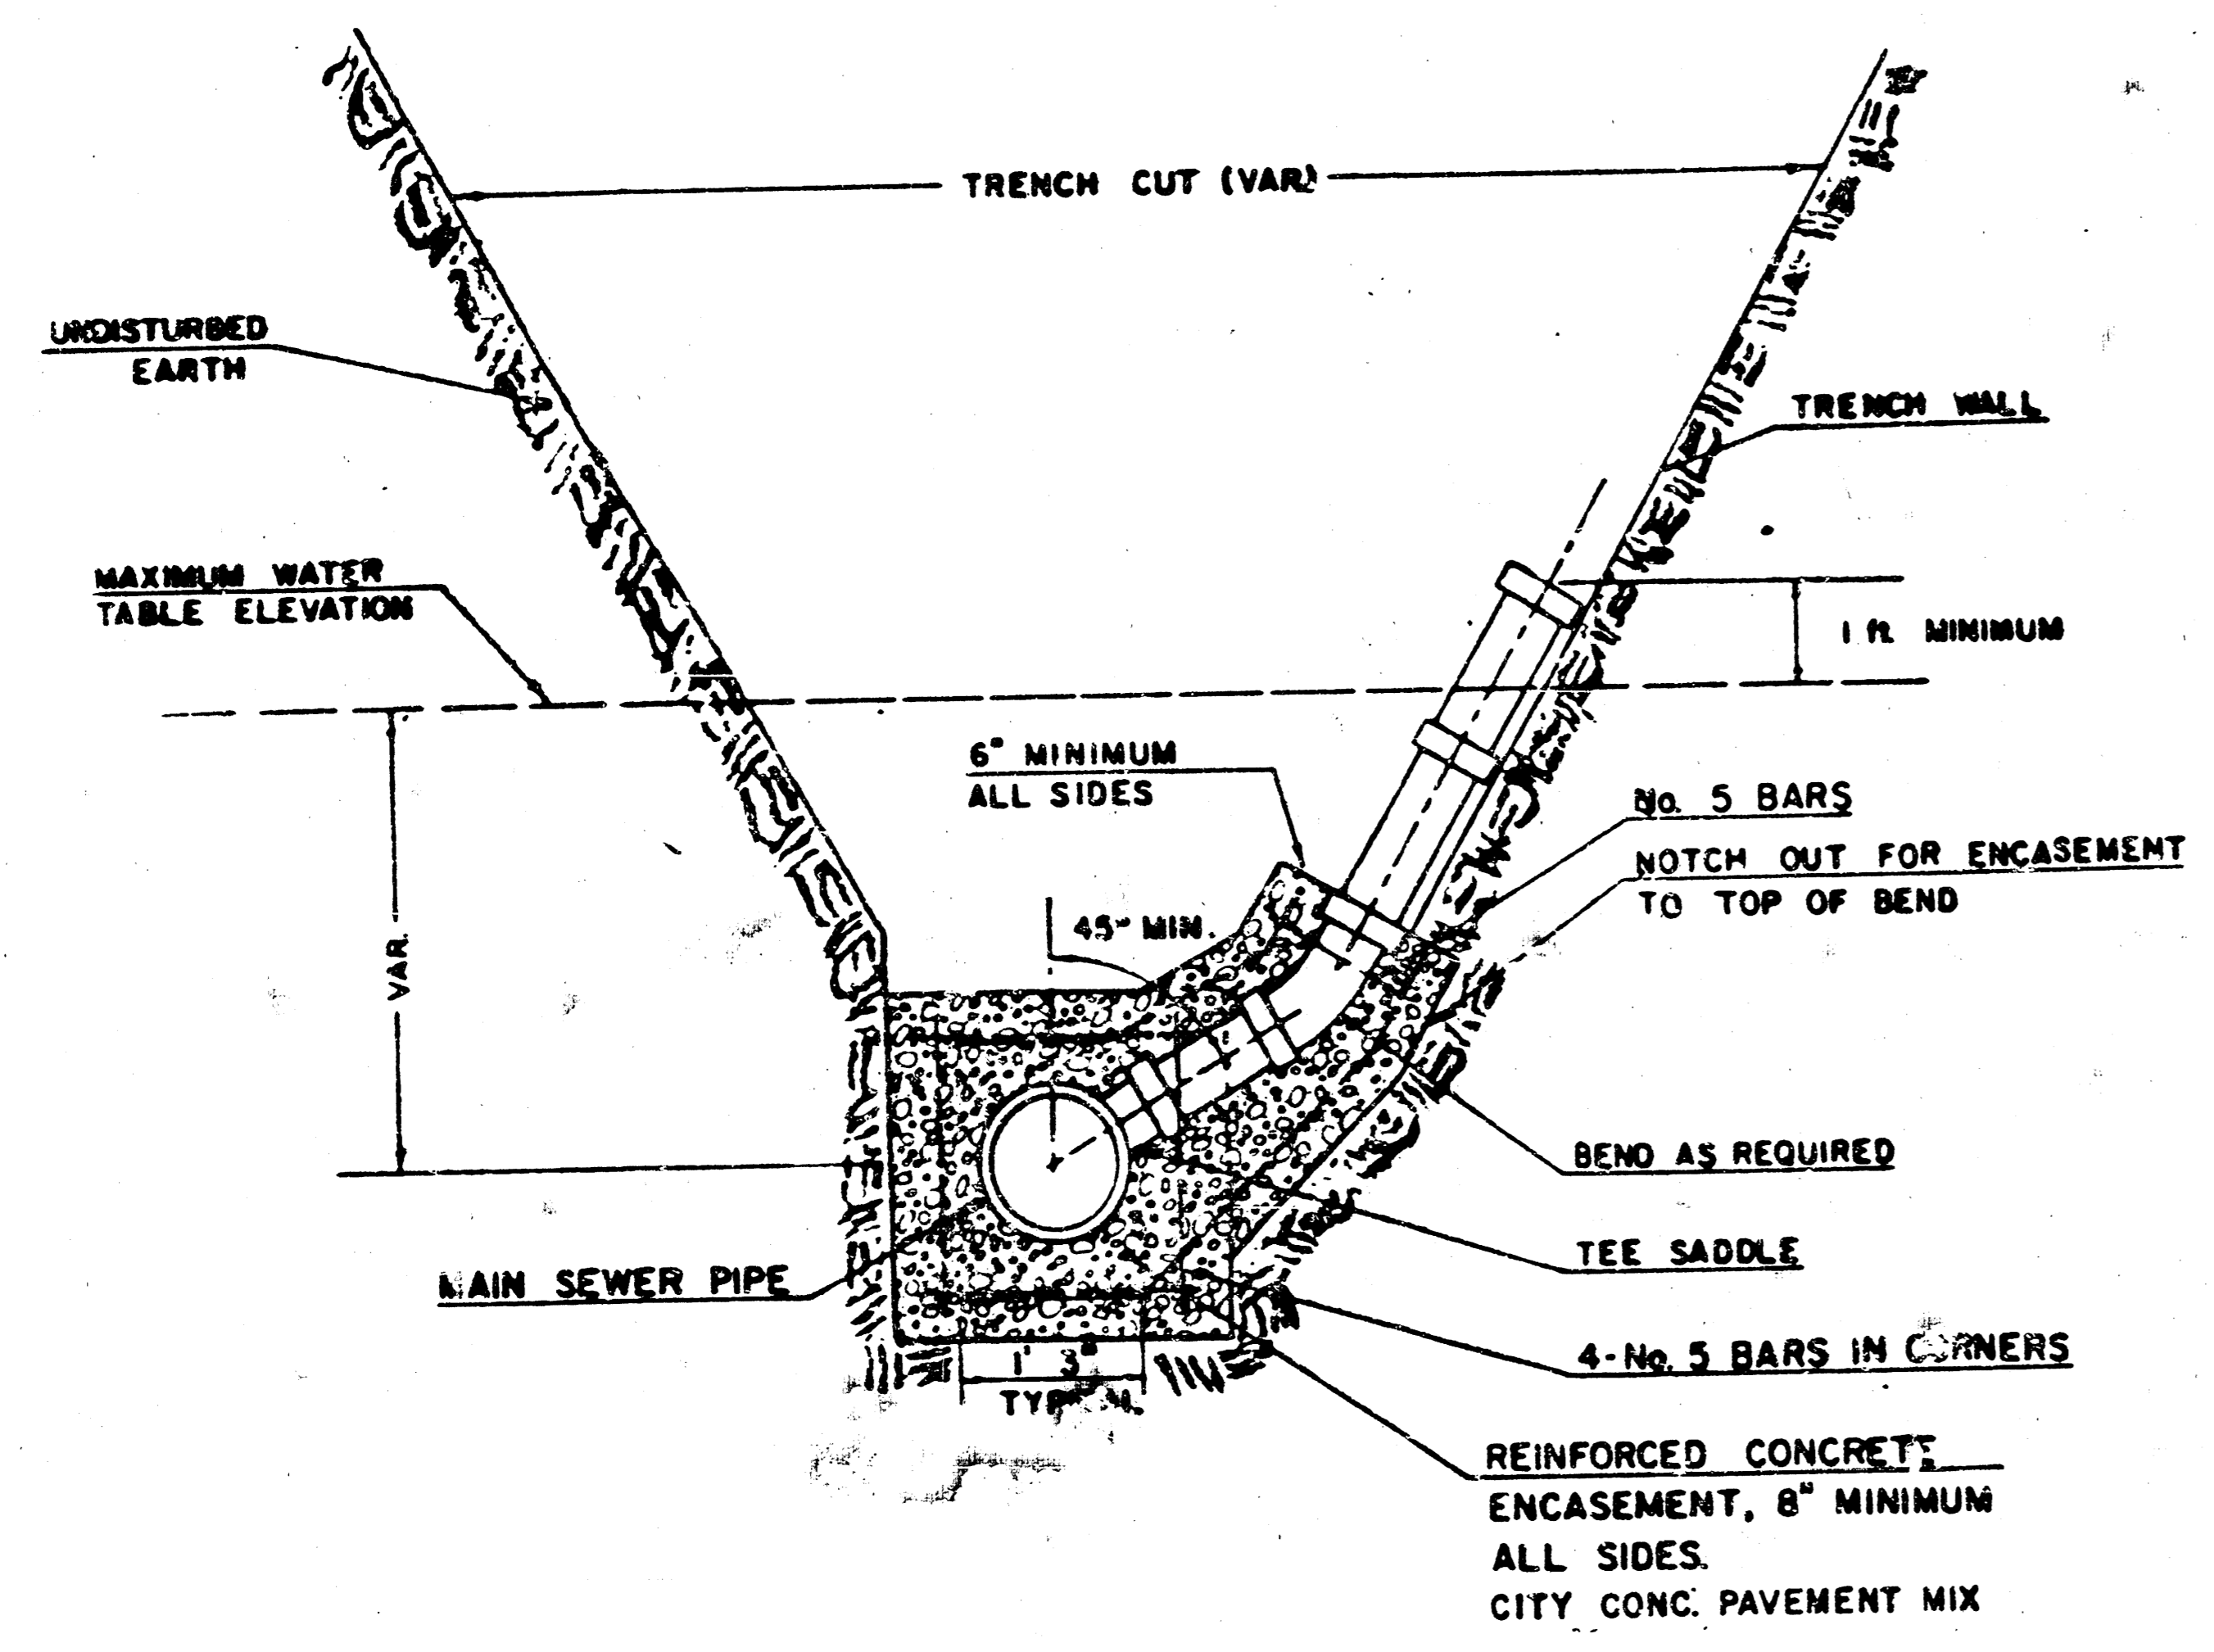 TRENCH CUT (VAR.)
UNDISTURBED
EARTH
TRENCH WALL
MAXIMUM WATER
TABLE ELEVATION
1 ft. MINIMUM
6" MINIMUM
ALL SIDES
No. 5 BARS
NOTCH OUT FOR ENCASEMENT
TO TOP OF BEND
45° MIN.
VAR.
BEND AS REQUIRED
TEE SADDLE
MAIN SEWER PIPE
4-No. 5 BARS IN CORNERS
1' 3"
REINFORCED CONCRETE
ENCASEMENT, 8" MINIMUM
ALL SIDES.
CITY CONC. PAVEMENT MIX